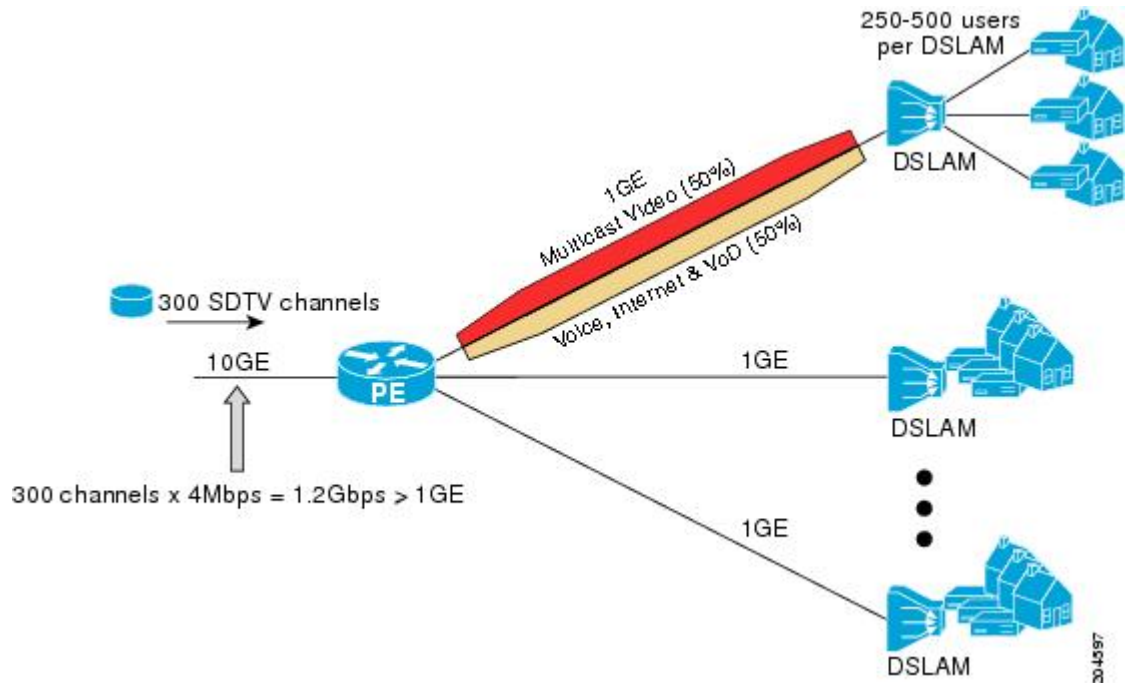 250-500 users
per DSLAM
DSLAM
1GE
Multicast Video (50%)
Voice, Internet & VoD (50%)
300 SDTV channels
10GE
PE
1GE
DSLAM
300 channels x 4Mbps = 1.2Gbps > 1GE
1GE
DSLAM
204597